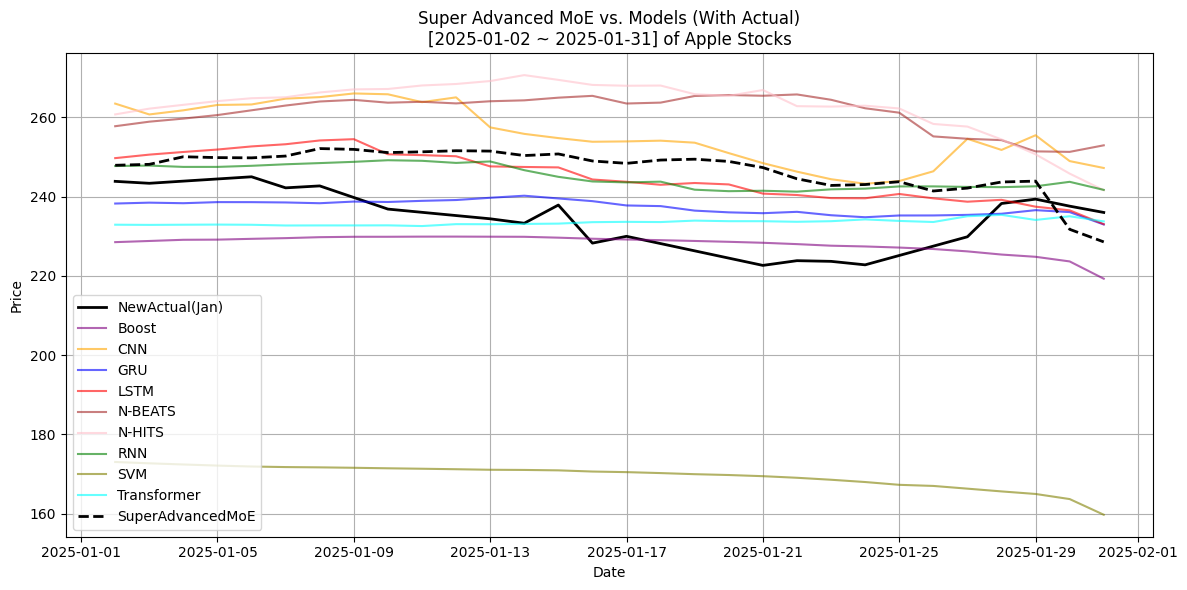 Super Advanced MoE vs. Models (With Actual)
[2025-01-02 ~ 2025-01-31] of Apple Stocks
Price
260
240
220
200
180
160
NewActual(Jan)
Boost
CNN
GRU
LSTM
N-BEATS
N-HITS
RNN
SVM
Transformer
SuperAdvancedMoE
2025-01-01
2025-01-05
2025-01-09
2025-01-13
2025-01-17
2025-01-21
2025-01-25
2025-01-29
2025-02-01
Date